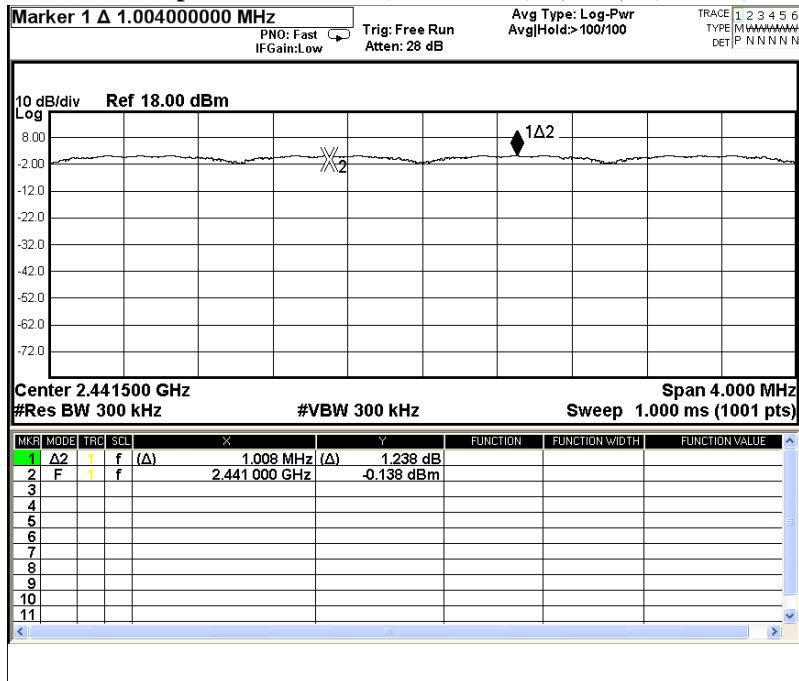 Marker 1 Δ 1.004000000 MHz
PNO: Fast
IFGain:Low
Trig: Free Run
Atten: 28 dB
Avg Type: Log-Pwr
Avg|Hold:>100/100
TRACE 1 2 3 4 5 6
TYPE M W W W W W
DET P N N N N N
10 dB/div Ref 18.00 dBm
Log
8.00
-2.00
-12.0
-22.0
-32.0
-42.0
-52.0
-62.0
-72.0
1Δ2
2
Center 2.441500 GHz Span 4.000 MHz
#Res BW 300 kHz #VBW 300 kHz Sweep 1.000 ms (1001 pts)
MKR MODE TRC SCL X Y FUNCTION FUNCTION WIDTH FUNCTION VALUE
1 Δ2 1 f (Δ) 1.008 MHz (Δ) 1.238 dB
2 F 1 f 2.441 000 GHz -0.138 dBm
3
4
5
6
7
8
9
10
11